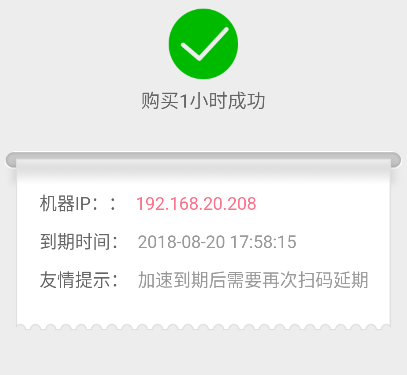 购买1小时成功
机器IP：： 192.168.20.208
到期时间： 2018-08-20 17:58:15
友情提示： 加速到期后需要再次扫码延期